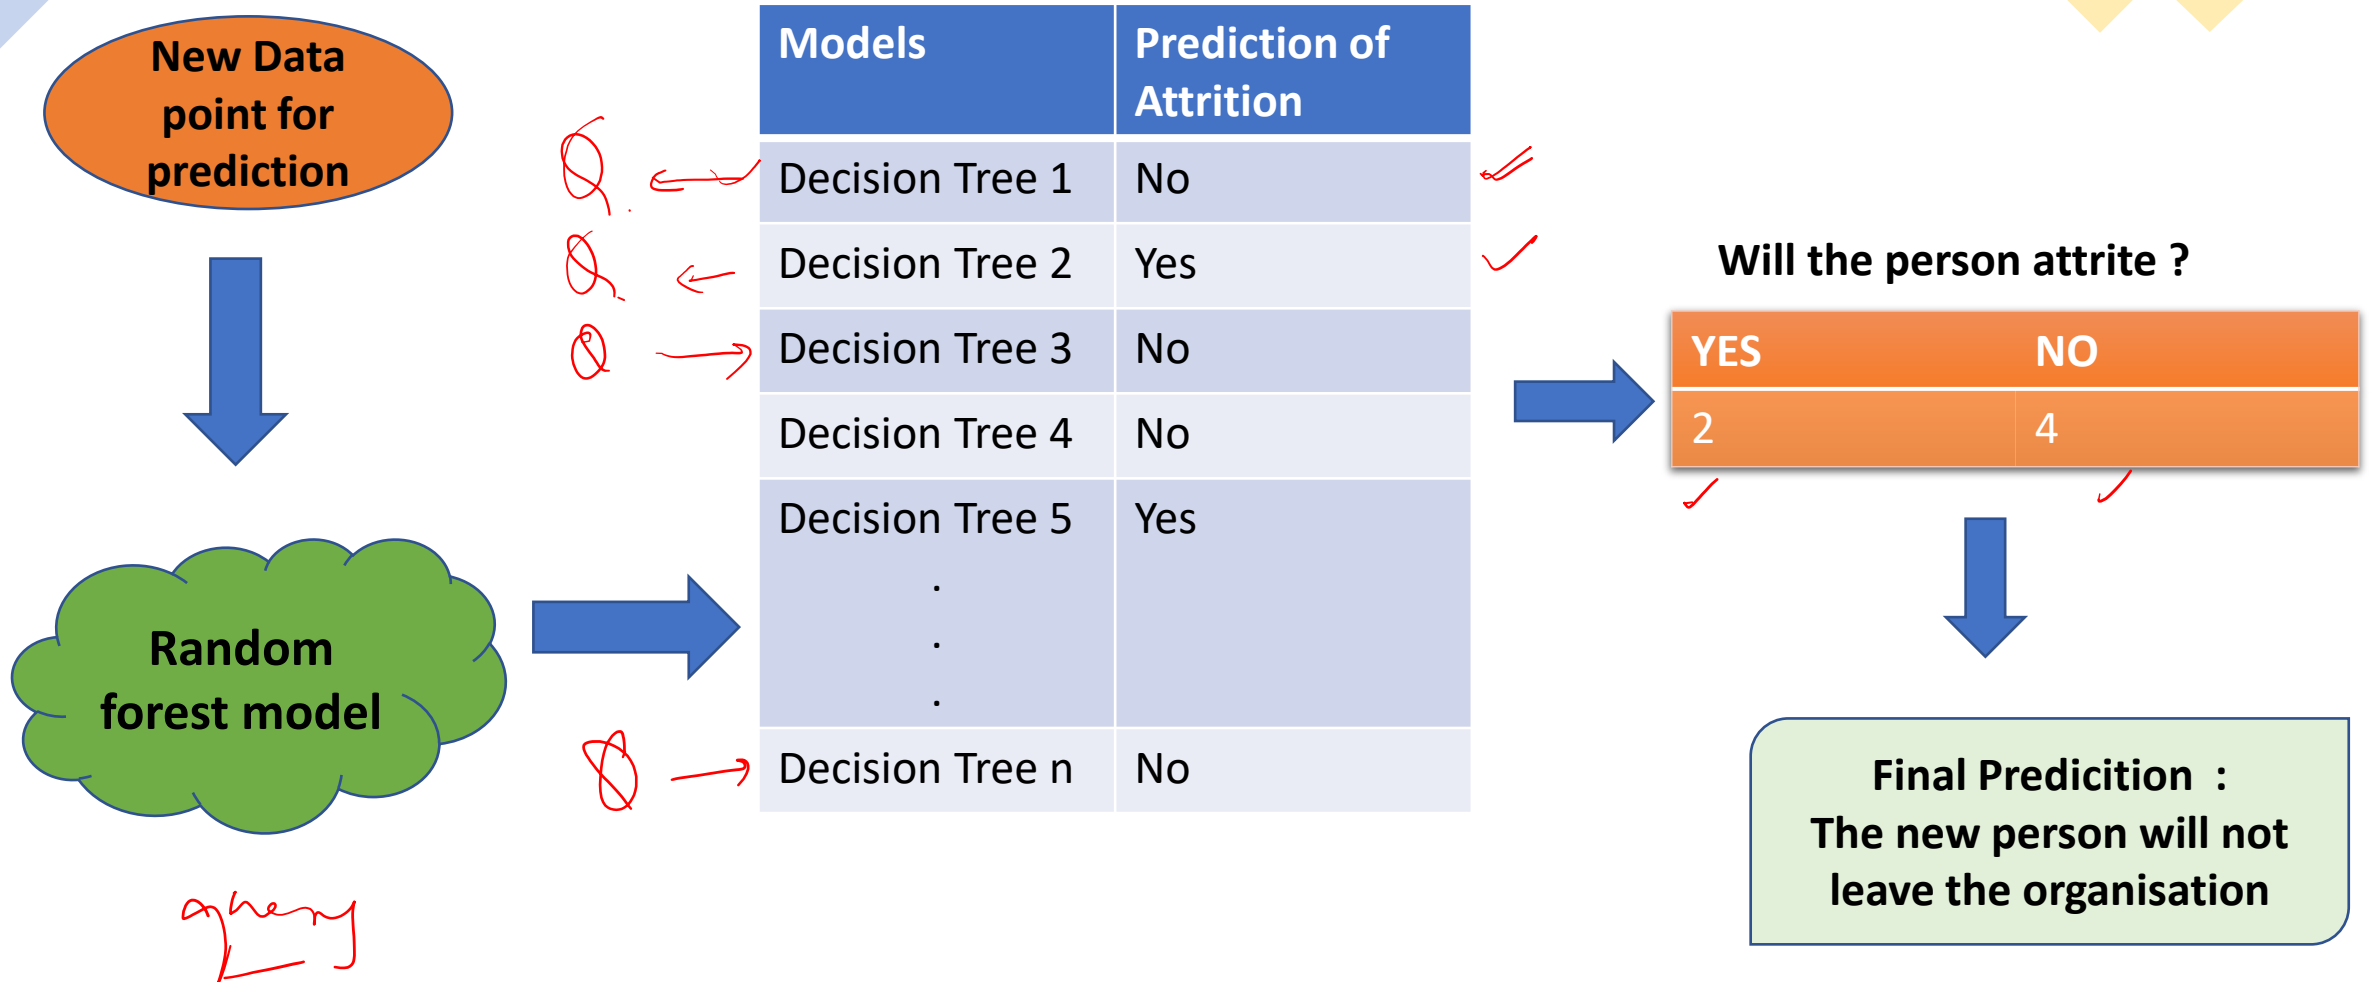 New Data
point for
prediction
Random
forest model
query
Models
Prediction of
Attrition
Decision Tree 1 No
Decision Tree 2 Yes
Decision Tree 3 No
Decision Tree 4 No
Decision Tree 5 Yes
.
.
.
Decision Tree n No
Q.
Q.
Q
Q
Will the person attrite ?
YES NO
2 4
Final Predicition :
The new person will not
leave the organisation